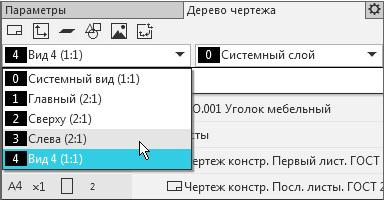 Параметры Дерево чертежа
4 Вид 4 (1:1) 0 Системный слой
0 Системный вид (1:1)
1 Главный (2:1)
2 Сверху (2:1) О.001 Уголок мебельный
3 Слева (2:1) сты
4 Вид 4 (1:1) Чертеж констр. Первый лист. ГОСТ
А4 ×1 2 Чертеж констр. Посл. листы. ГОСТ 2